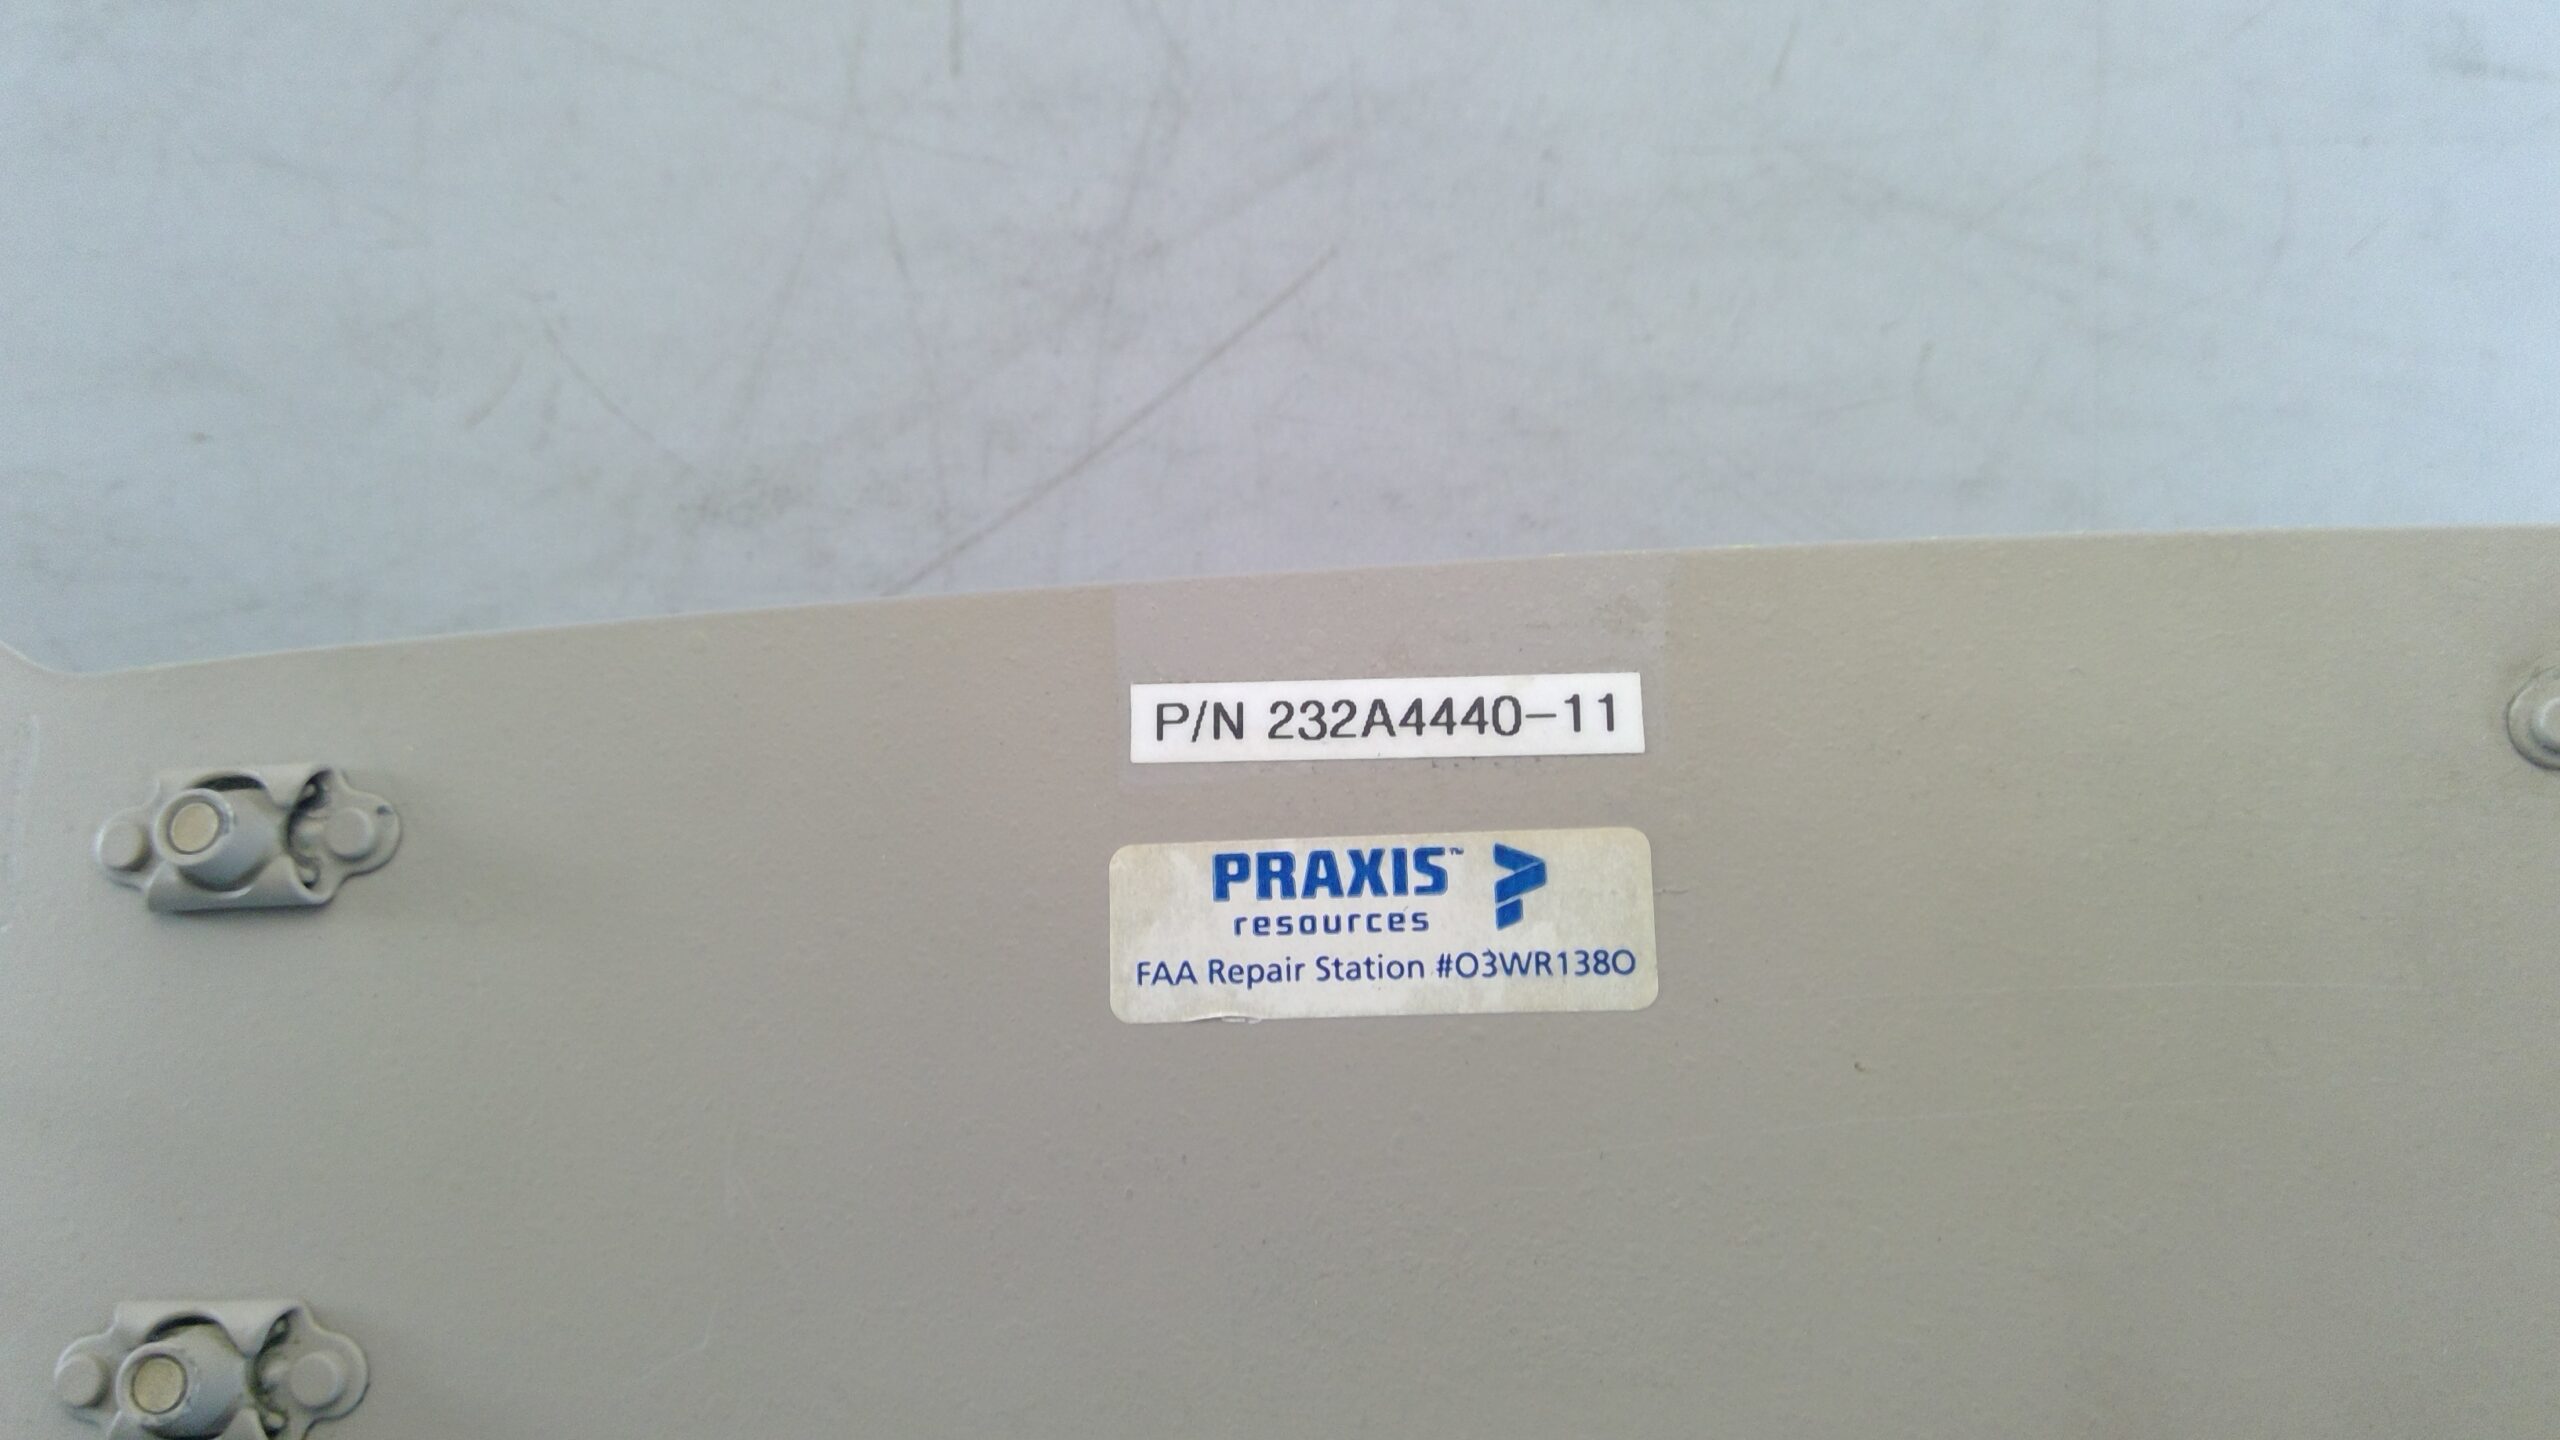 P/N 232A4440-11
PRAXIS™
resources
FAA Repair Station #O3WR138O